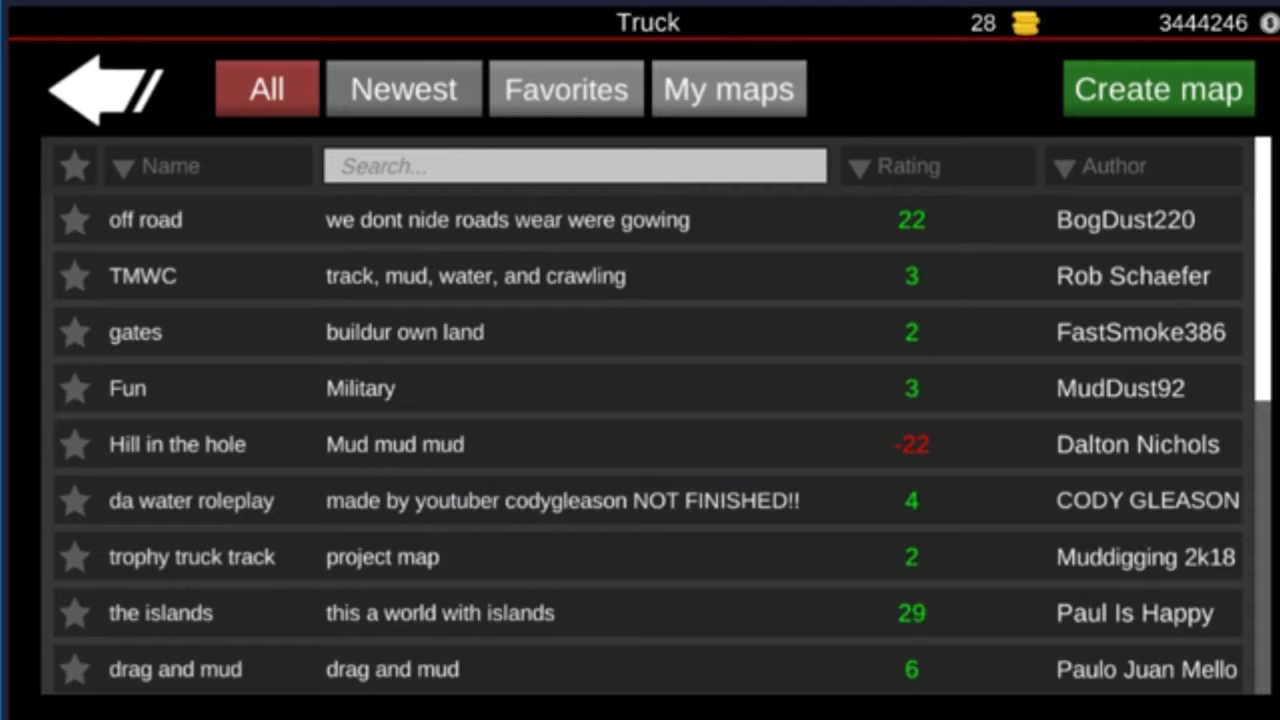 Truck 28 3444246
All Newest Favorites My maps Create map
Name Search... Rating Author
off road we dont nide roads wear were gowing 22 BogDust220
TMWC track, mud, water, and crawling 3 Rob Schaefer
gates buildur own land 2 FastSmoke386
Fun Military 3 MudDust92
Hill in the hole Mud mud mud -22 Dalton Nichols
da water roleplay made by youtuber codygleason NOT FINISHED!! 4 CODY GLEASON
trophy truck track project map 2 Muddigging 2k18
the islands this a world with islands 29 Paul Is Happy
drag and mud drag and mud 6 Paulo Juan Mello